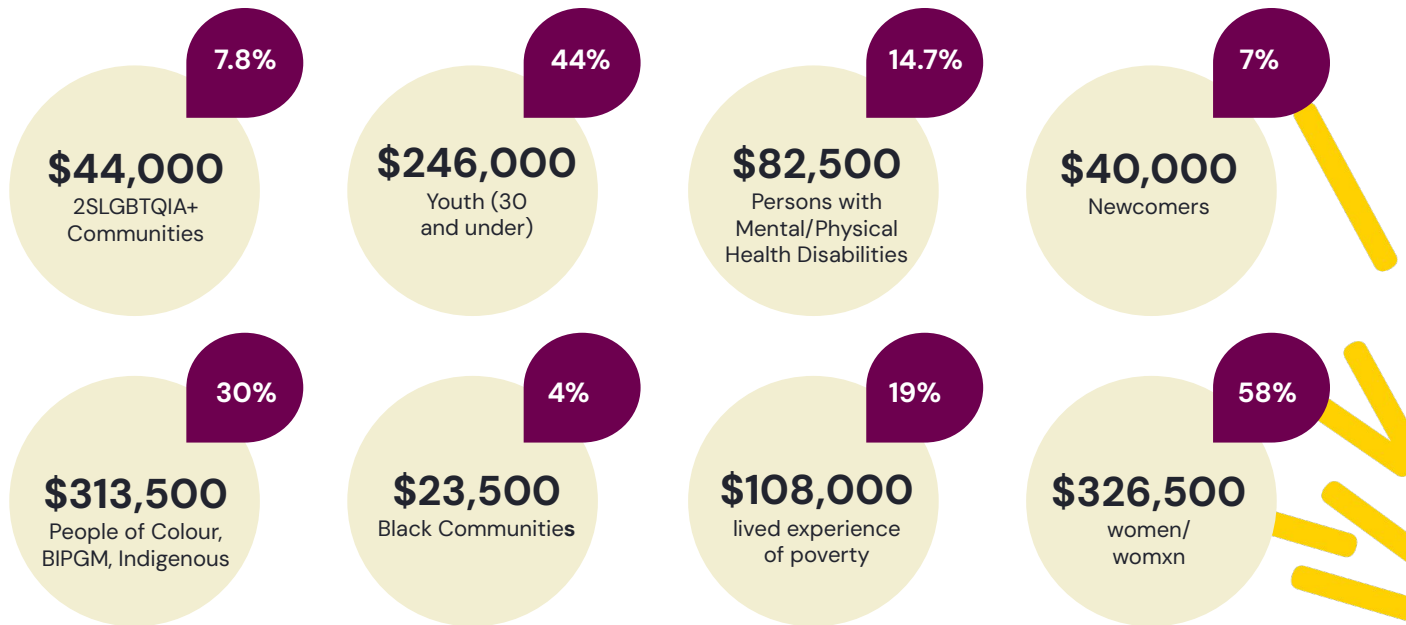 7.8%
$44,000
2SLGBTQIA+
Communities
44%
$246,000
Youth (30
and under)
14.7%
$82,500
Persons with
Mental/Physical
Health Disabilities
7%
$40,000
Newcomers
30%
$313,500
People of Colour,
BIPGM, Indigenous
4%
$23,500
Black Communities
19%
$108,000
lived experience
of poverty
58%
$326,500
women/
womxn